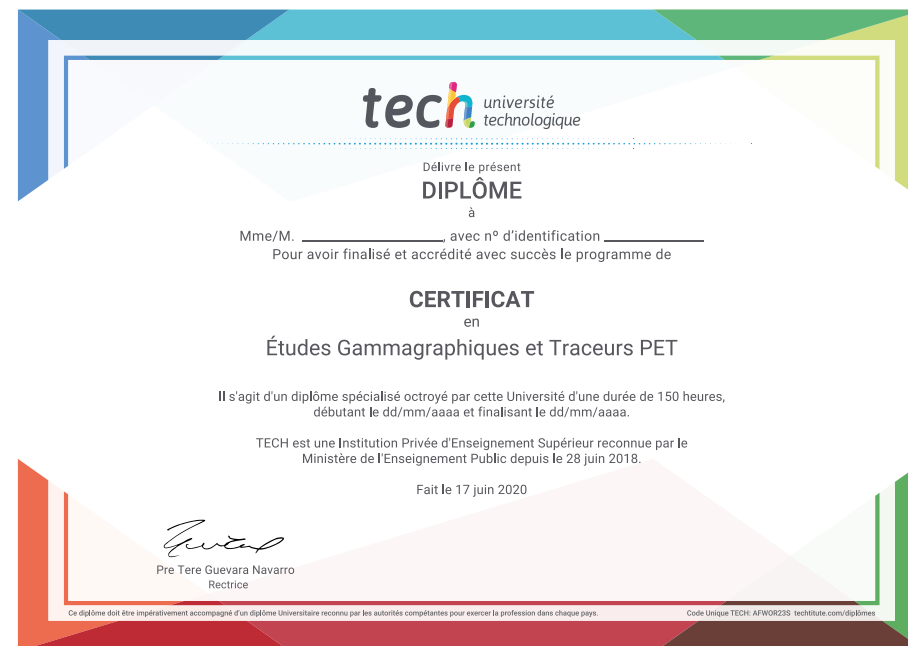 tech université
technologique
Délivre le présent
DIPLÔME
à
Mme/M. ____________________, avec nº d'identification ______________
Pour avoir finalisé et accrédité avec succès le programme de
CERTIFICAT
en
Études Gammagraphiques et Traceurs PET
Il s'agit d'un diplôme spécialisé octroyé par cette Université d'une durée de 150 heures,
débutant le dd/mm/aaaa et finalisant le dd/mm/aaaa.
TECH est une Institution Privée d'Enseignement Supérieur reconnue par le
Ministère de l'Enseignement Public depuis le 28 juin 2018.
Fait le 17 juin 2020
Pre Tere Guevara Navarro
Rectrice
Ce diplôme doit être impérativement accompagné d'un diplôme Universitaire reconnu par les autorités compétantes pour exercer la profession dans chaque pays.
Code Unique TECH: AFWOR23S techtitute.com/diplômes